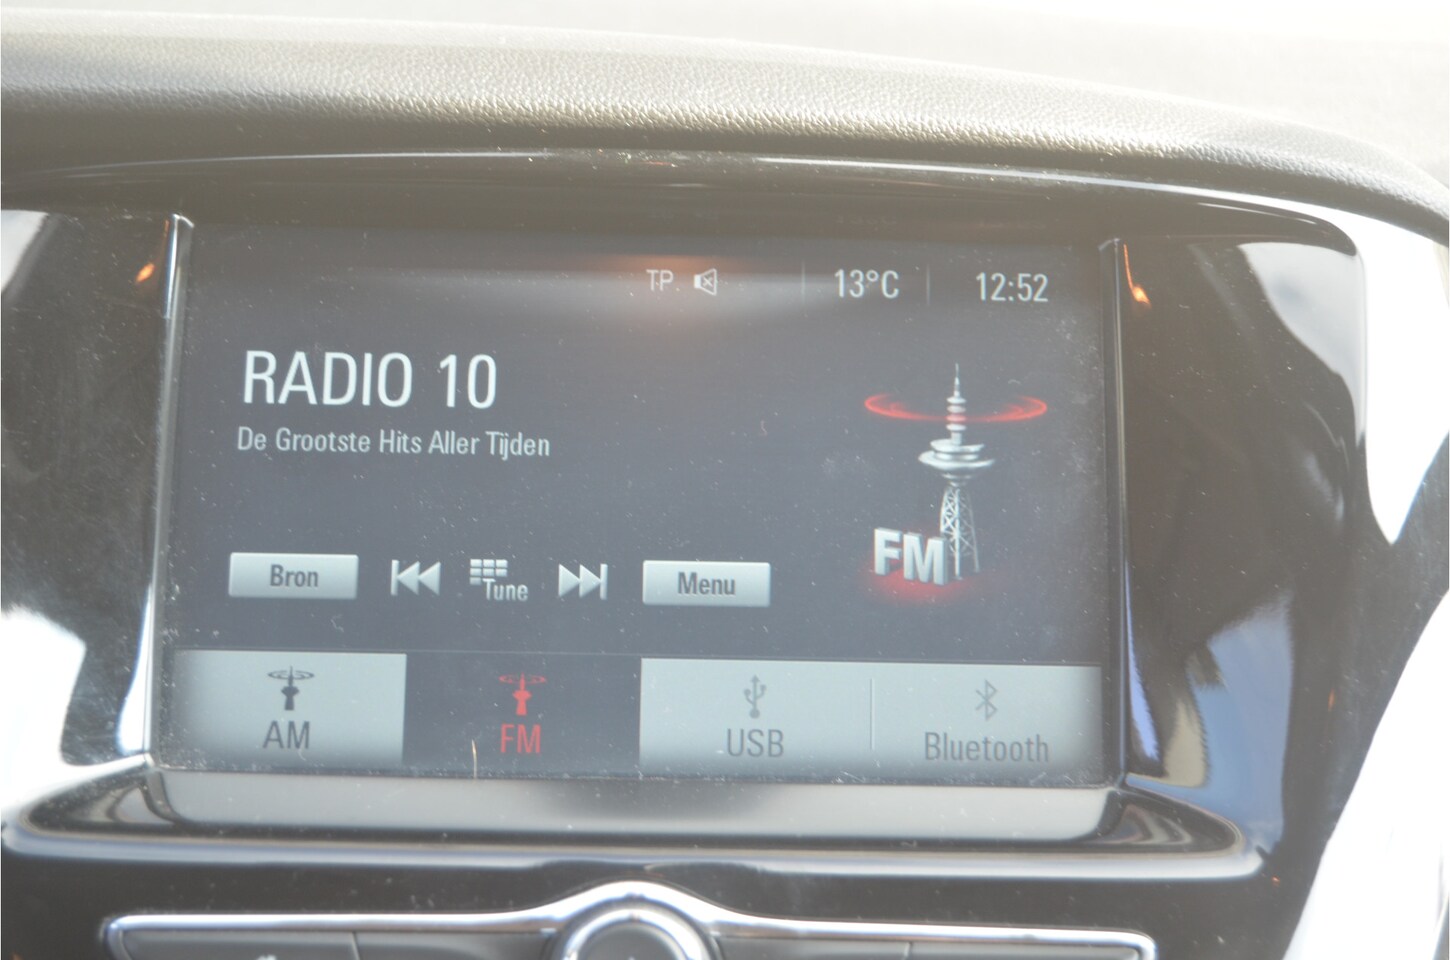 TP 13°C 12:52
RADIO 10
De Grootste Hits Aller Tijden
FM
Bron Tune Menu
AM FM USB Bluetooth